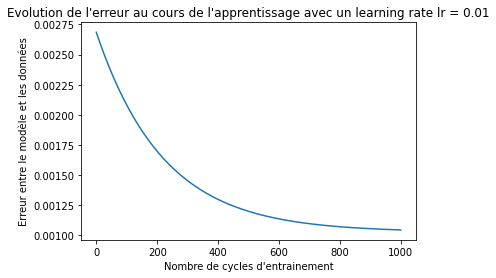 Evolution de l'erreur au cours de l'apprentissage avec un learning rate lr = 0.01
0.00275
0.00250
0.00225
0.00200
0.00175
0.00150
0.00125
0.00100
Erreur entre le modèle et les données
0 200 400 600 800 1000
Nombre de cycles d'entrainement